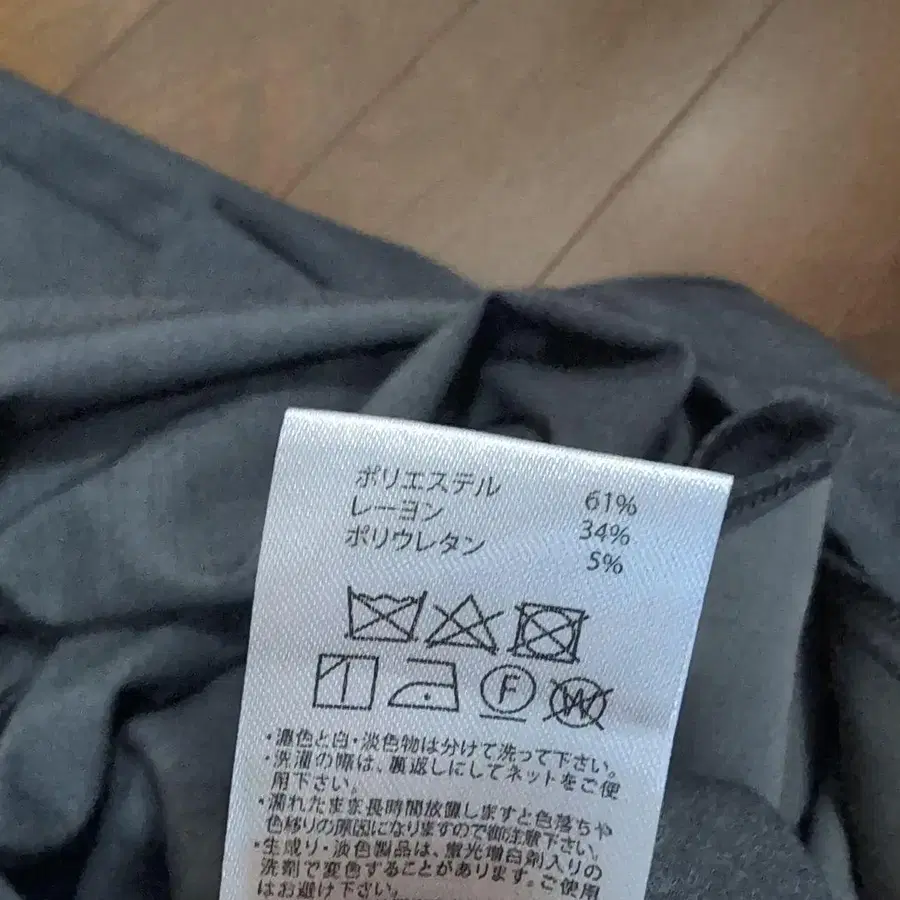 ポリエステル 61%
レーヨン 34%
ポリウレタン 5%
F
W
・濃色と白・淡色物は分けて洗って下さい。
・洗濯の際は、裏返しにしてネットをご使
用下さい。
・濡れたまま長時間放置しますと色落ちや
色移りの原因になりますので御注意下さい。
・生成り・淡色製品は、蛍光増白剤入りの
洗剤で変色することがあります。ご使用
はお避け下さい。